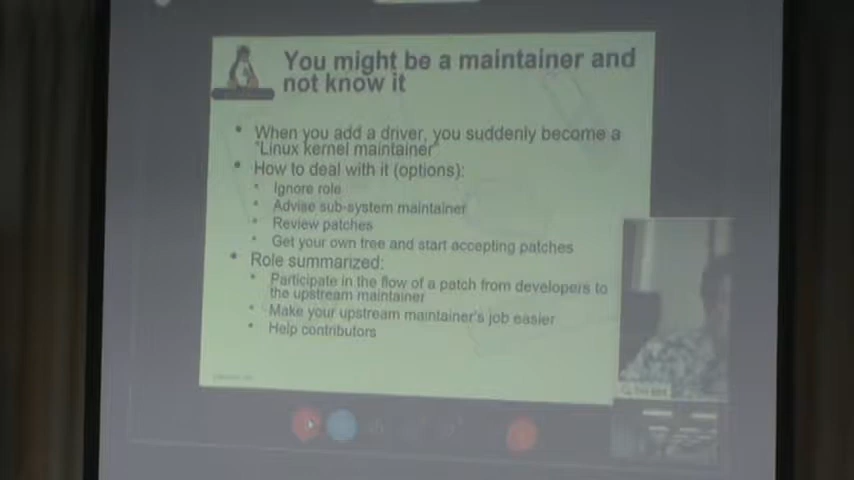 You might be a maintainer and
not know it
• When you add a driver, you suddenly become a
"Linux kernel maintainer"
• How to deal with it (options):
• Ignore role
• Advise sub-system maintainer
• Review patches
• Get your own tree and start accepting patches
• Role summarized:
• Participate in the flow of a patch from developers to
the upstream maintainer
• Make your upstream maintainer's job easier
• Help contributors